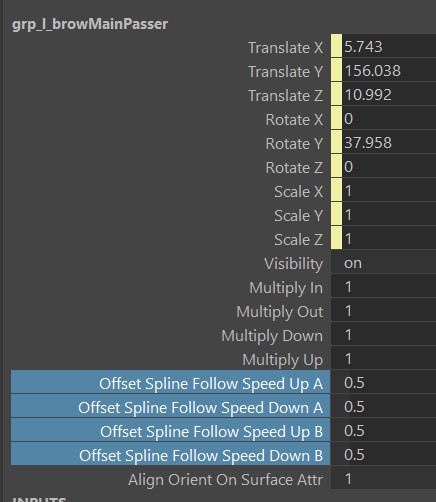 grp_l_browMainPasser
Translate X 5.743
Translate Y 156.038
Translate Z 10.992
Rotate X 0
Rotate Y 37.958
Rotate Z 0
Scale X 1
Scale Y 1
Scale Z 1
Visibility on
Multiply In 1
Multiply Out 1
Multiply Down 1
Multiply Up 1
Offset Spline Follow Speed Up A 0.5
Offset Spline Follow Speed Down A 0.5
Offset Spline Follow Speed Up B 0.5
Offset Spline Follow Speed Down B 0.5
Align Orient On Surface Attr 1
INPUTS